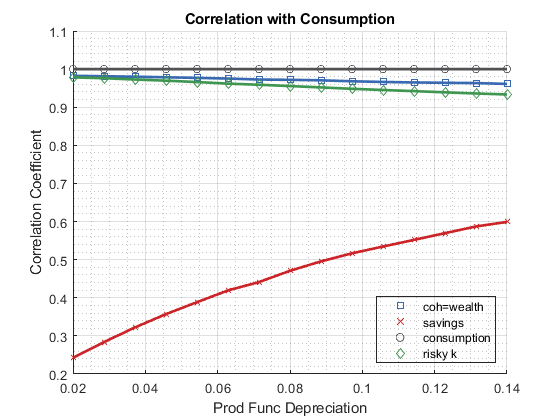 Correlation with Consumption
1.1
1
0.9
0.8
0.7
0.6
0.5
0.4
0.3
0.2
Correlation Coefficient
coh=wealth
savings
consumption
risky k
0.02
0.04
0.06
0.08
0.1
0.12
0.14
Prod Func Depreciation